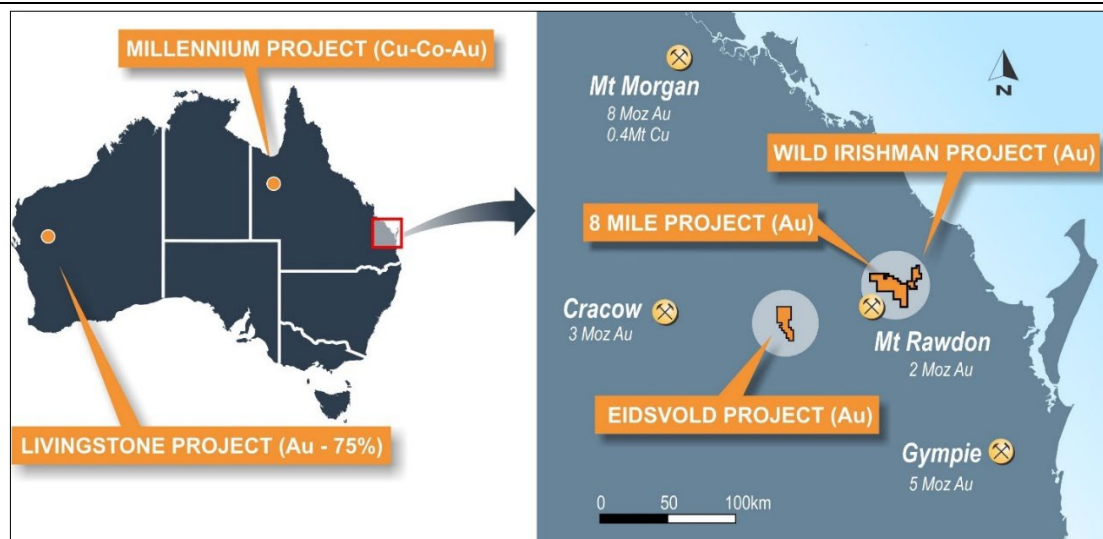 MILLENNIUM PROJECT (Cu-Co-Au)
LIVINGSTONE PROJECT (Au - 75%)
Mt Morgan
8 Moz Au
0.4Mt Cu
N
WILD IRISHMAN PROJECT (Au)
8 MILE PROJECT (Au)
Cracow
3 Moz Au
Mt Rawdon
2 Moz Au
EIDSVOLD PROJECT (Au)
Gympie
5 Moz Au
0 50 100km